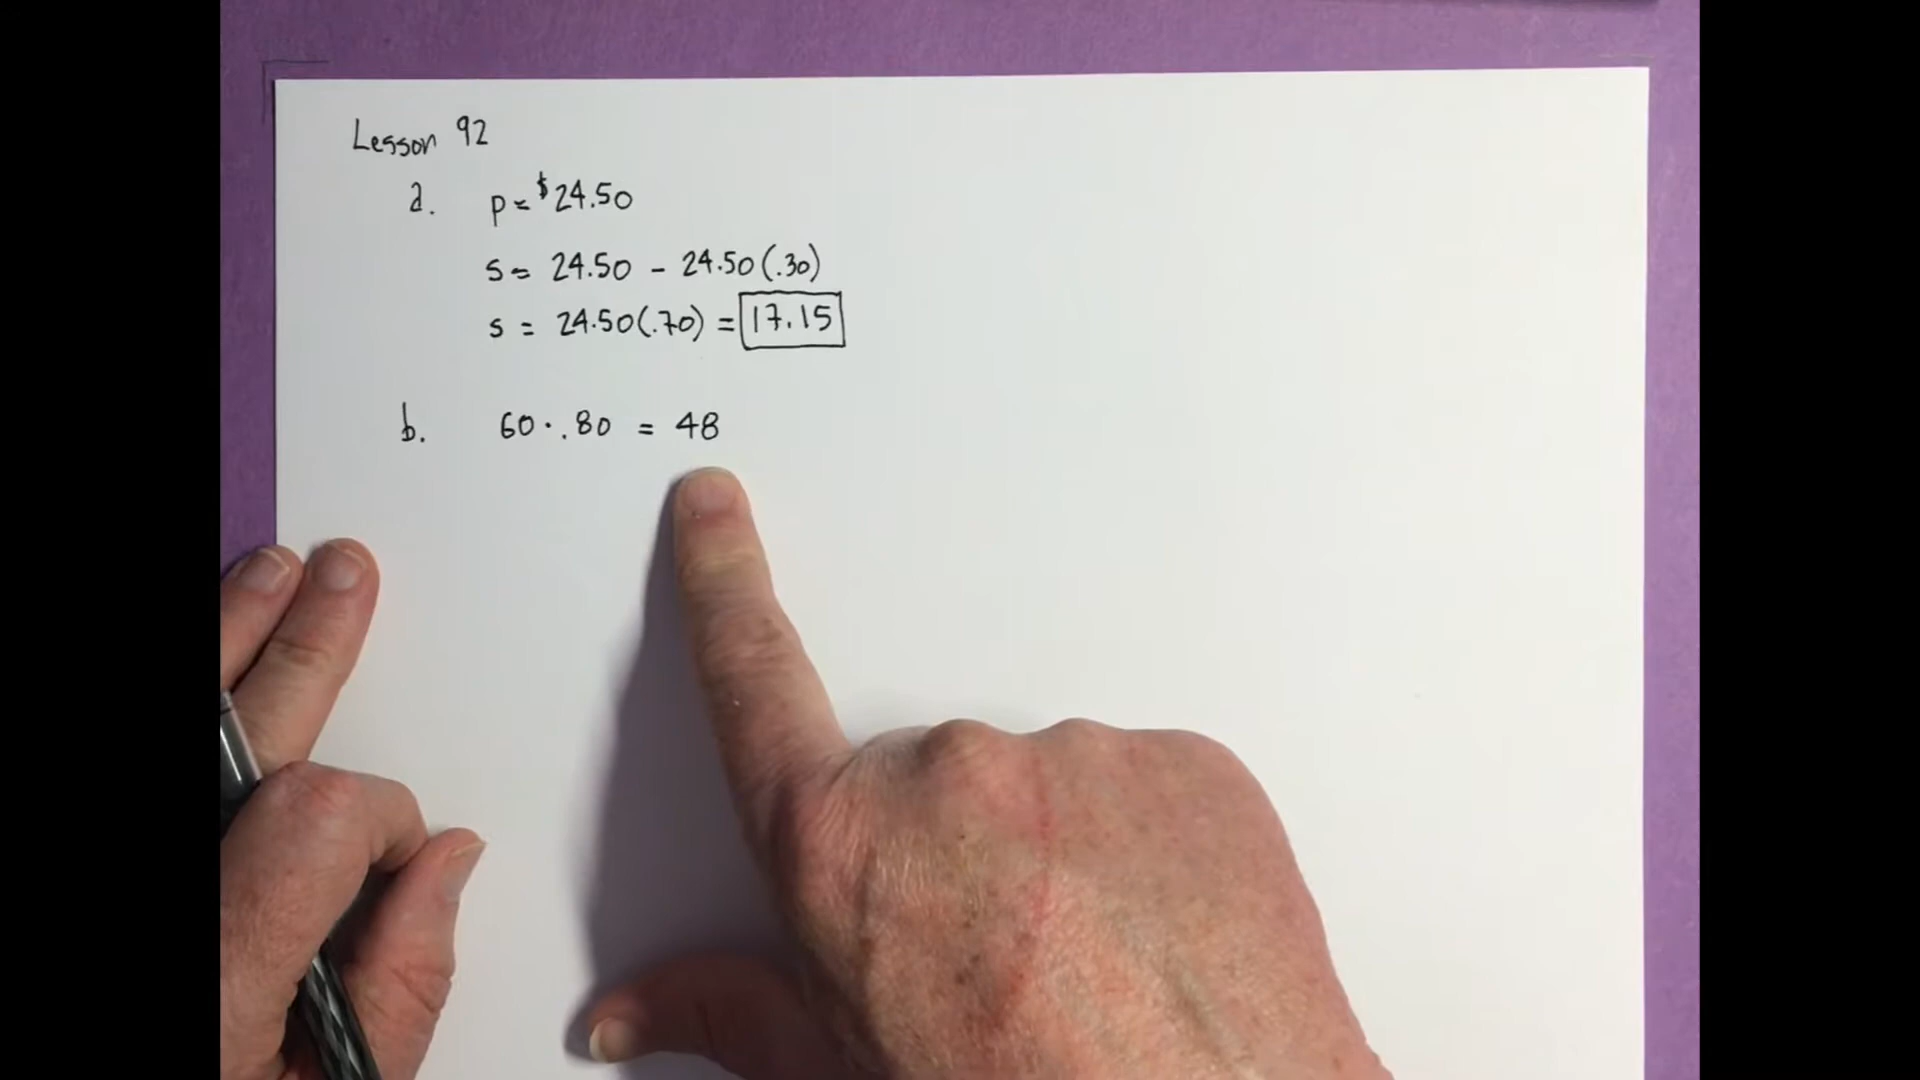 Lesson 92
a. p = $24.50
s = 24.50 - 24.50(.30)
s = 24.50(.70) = 17.15
b. 60 · .80 = 48